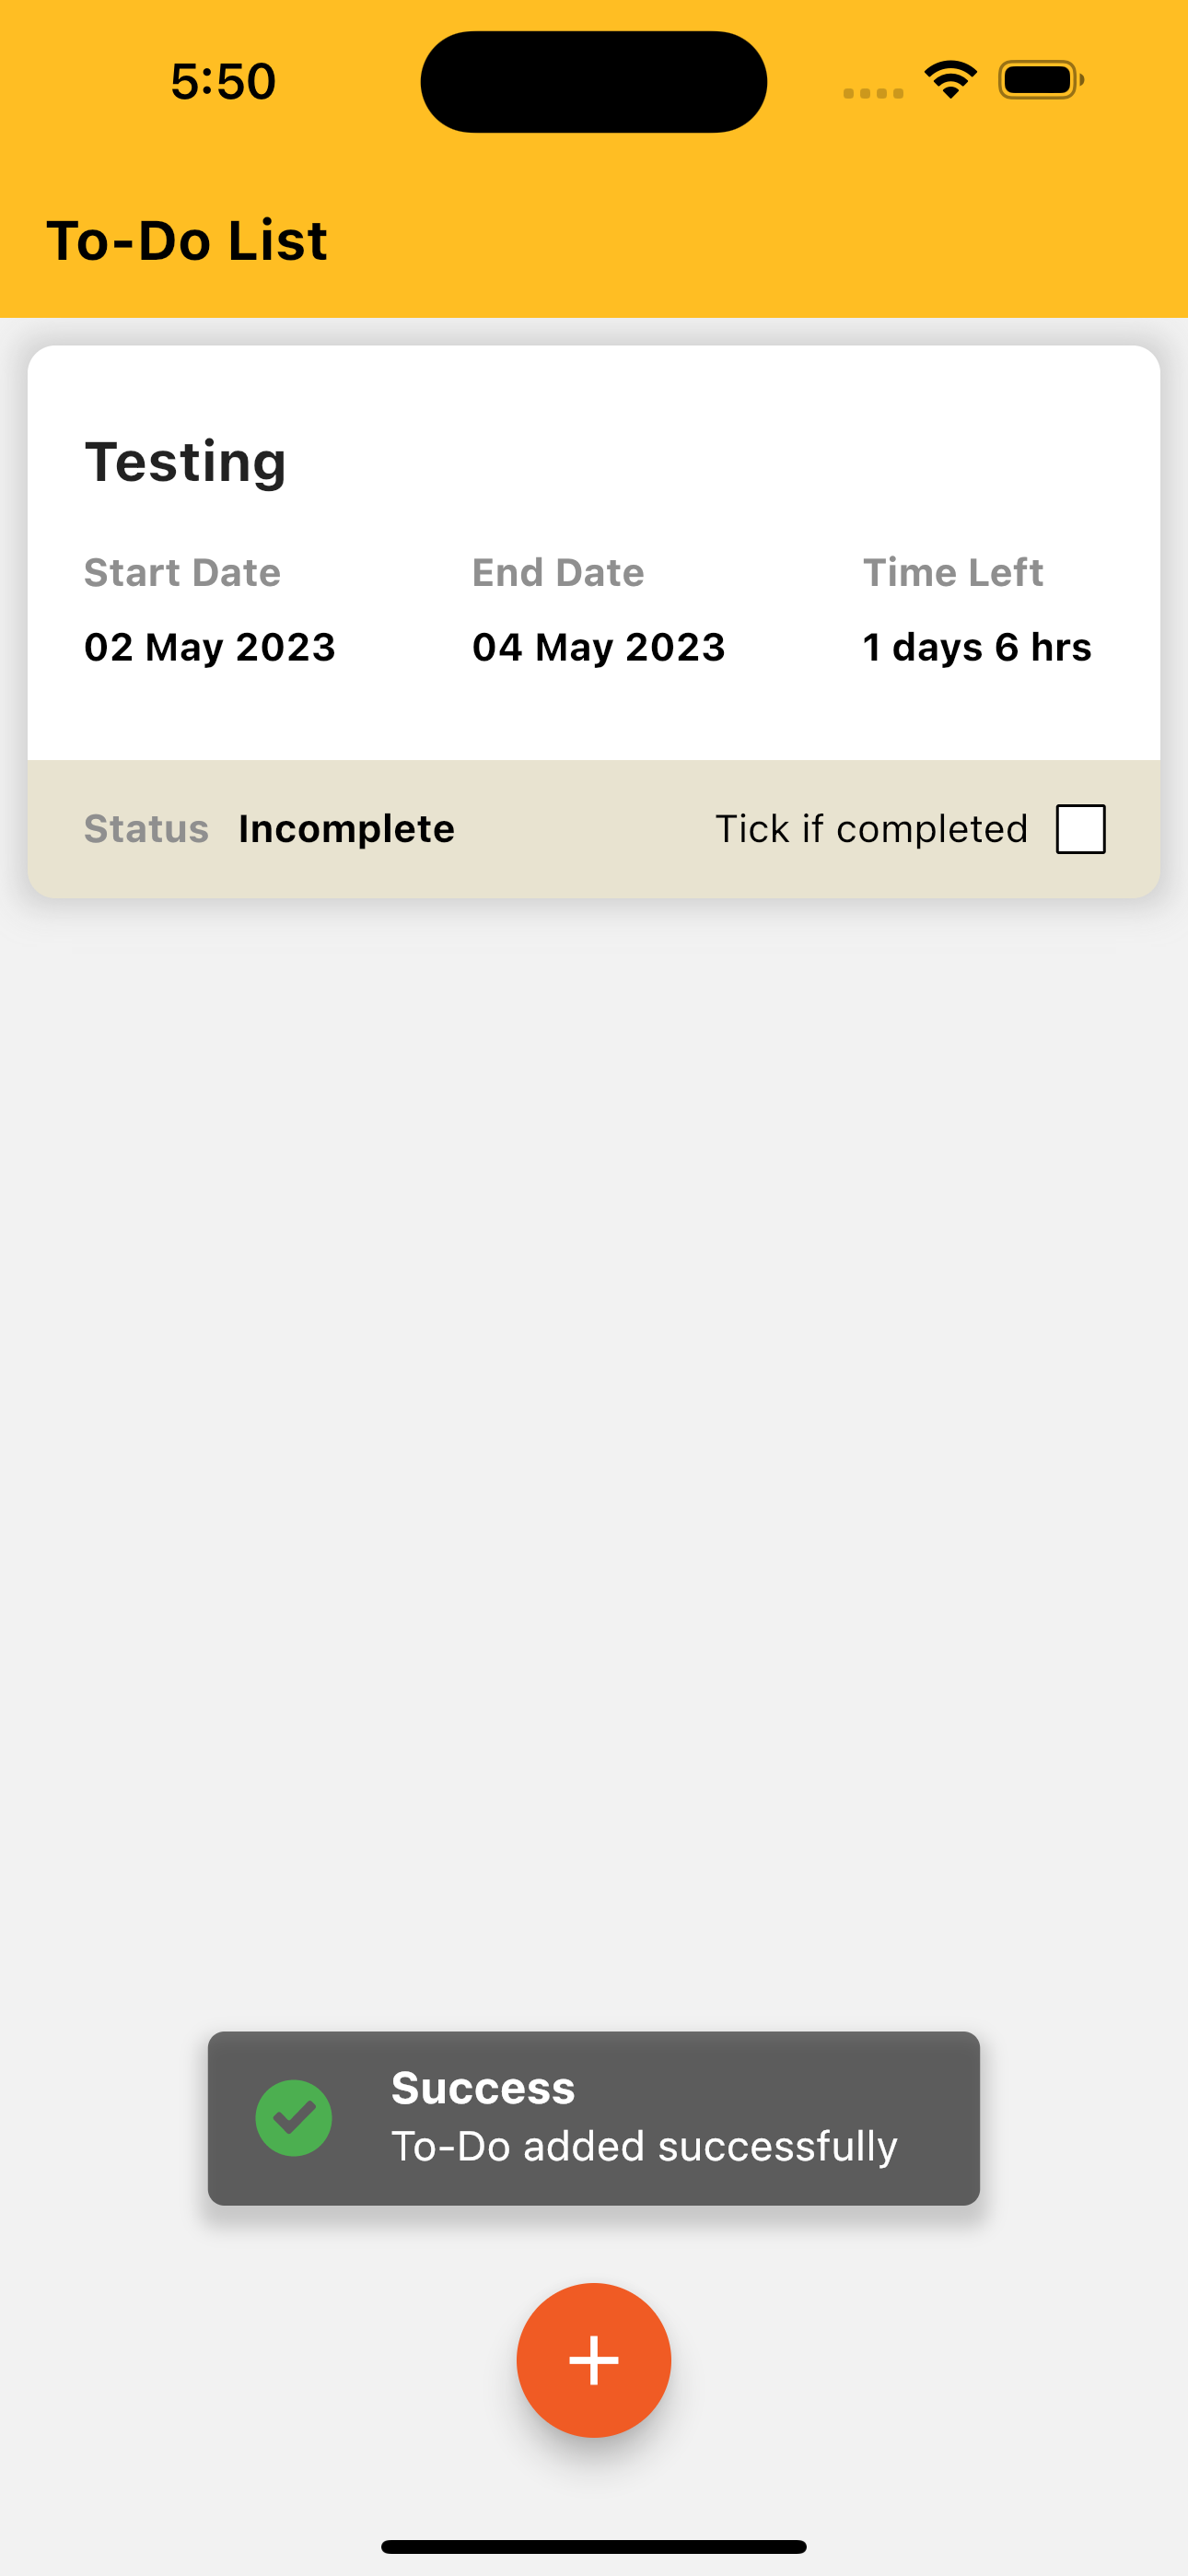 5:50
To-Do List
Testing
Start Date End Date Time Left
02 May 2023 04 May 2023 1 days 6 hrs
Status Incomplete Tick if completed
Success
To-Do added successfully